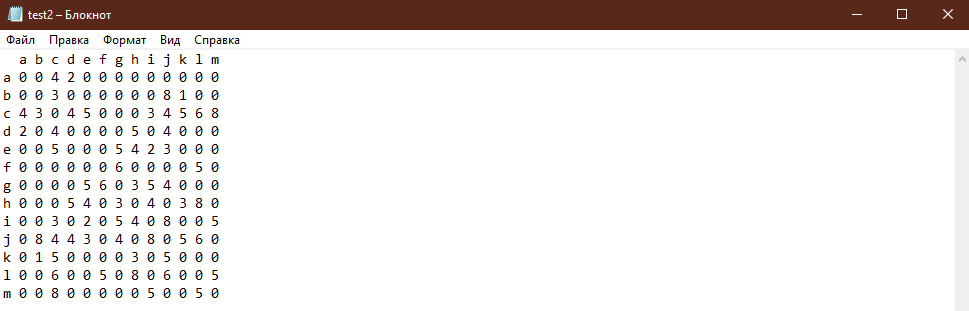 test2 – Блокнот
Файл Правка Формат Вид Справка
a b c d e f g h i j k l m
a 0 0 4 2 0 0 0 0 0 0 0 0 0
b 0 0 3 0 0 0 0 0 0 8 1 0 0
c 4 3 0 4 5 0 0 0 3 4 5 6 8
d 2 0 4 0 0 0 0 5 0 4 0 0 0
e 0 0 5 0 0 0 5 4 2 3 0 0 0
f 0 0 0 0 0 0 6 0 0 0 0 5 0
g 0 0 0 0 5 6 0 3 5 4 0 0 0
h 0 0 0 5 4 0 3 0 4 0 3 8 0
i 0 0 3 0 2 0 5 4 0 8 0 0 5
j 0 8 4 4 3 0 4 0 8 0 5 6 0
k 0 1 5 0 0 0 0 3 0 5 0 0 0
l 0 0 6 0 0 5 0 8 0 6 0 0 5
m 0 0 8 0 0 0 0 0 5 0 0 5 0